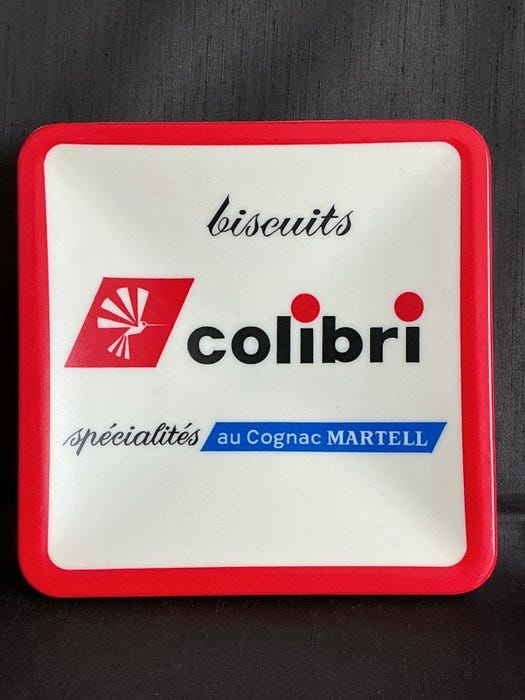 biscuits
colibri
spécialités au Cognac MARTELL